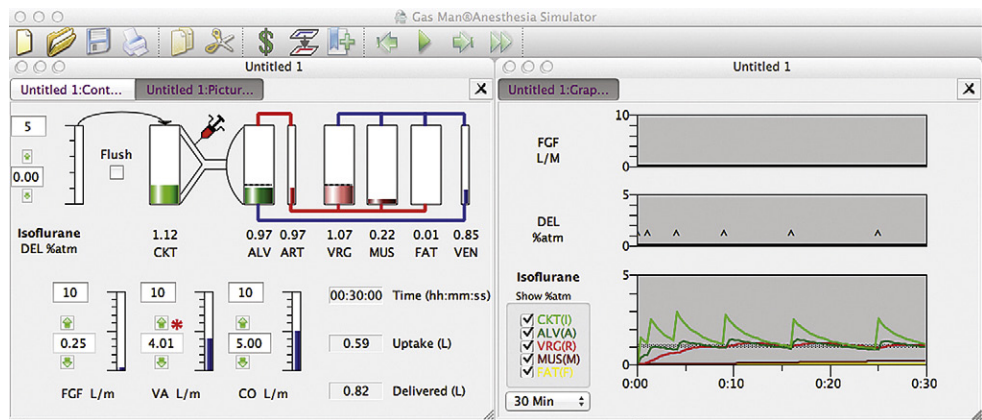 Gas Man®Anesthesia Simulator
Untitled 1
Untitled 1:Cont...
Untitled 1:Pictur...
5
0.00
Flush
Isoflurane
DEL %atm
1.12
0.97
0.97
1.07
0.22
0.01
0.85
CKT
ALV
ART
VRG
MUS
FAT
VEN
10
10
10
00:30:00 Time (hh:mm:ss)
*
0.25
4.01
5.00
0.59 Uptake (L)
0.82 Delivered (L)
FGF L/m
VA L/m
CO L/m
Untitled 1
Untitled 1:Grap...
10
FGF
L/M
0
5
DEL
%atm
0
Isoflurane
Show %atm
CKT(I)
ALV(A)
VRG(R)
MUS(M)
FAT(F)
5
0
0:00
0:10
0:20
0:30
30 Min